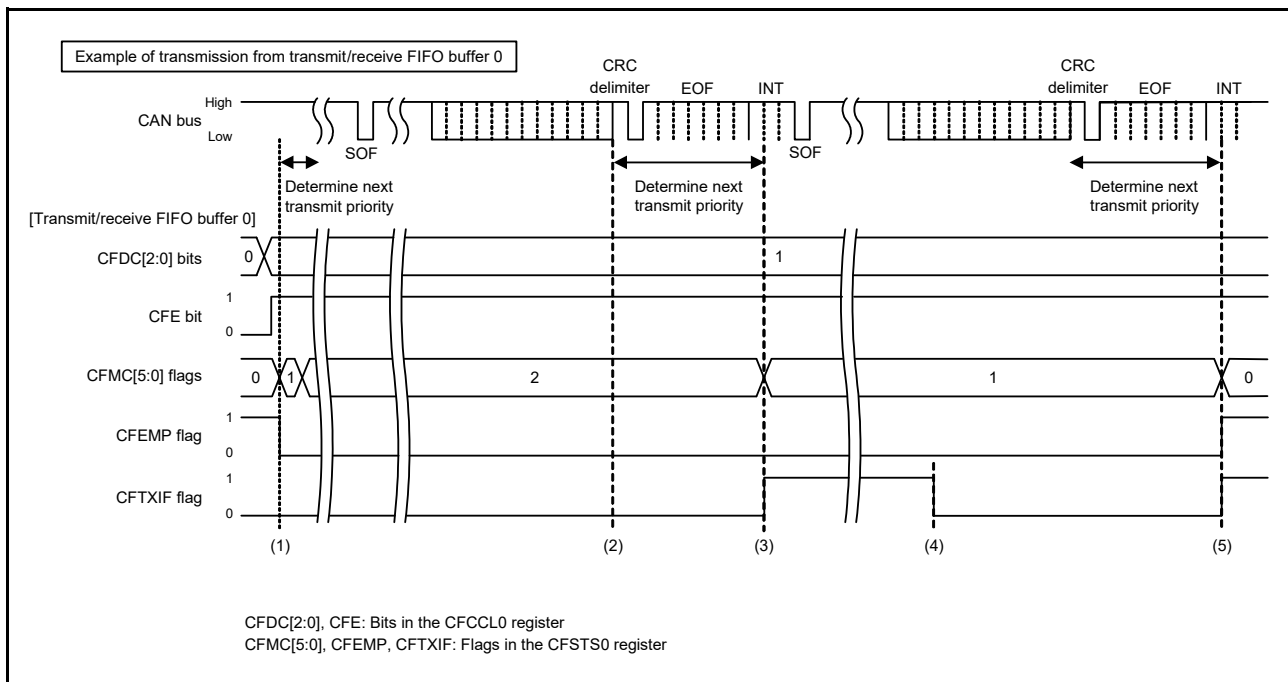 Example of transmission from transmit/receive FIFO buffer 0
CRC
delimiter
EOF
INT
CRC
delimiter
EOF
INT
High
CAN bus
Low
SOF
SOF
Determine next
transmit priority
Determine next
transmit priority
Determine next
transmit priority
[Transmit/receive FIFO buffer 0]
CFDC[2:0] bits
0
1
CFE bit
1
0
CFMC[5:0] flags
0
1
2
1
0
CFEMP flag
1
0
CFTXIF flag
1
0
(1)
(2)
(3)
(4)
(5)
CFDC[2:0], CFE: Bits in the CFCCL0 register
CFMC[5:0], CFEMP, CFTXIF: Flags in the CFSTS0 register